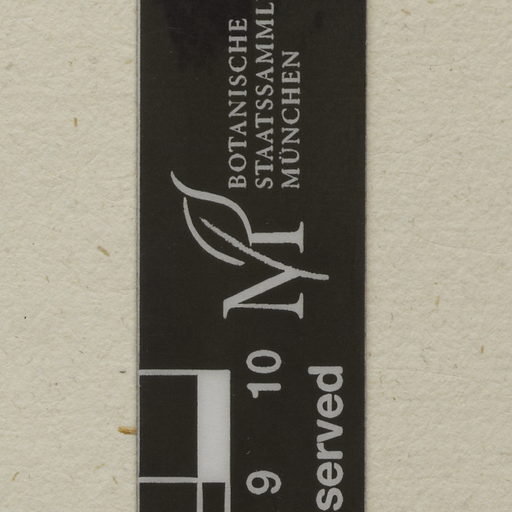 BOTANISCHE
STAATSSAMML
MÜNCHEN
M
9 10
served